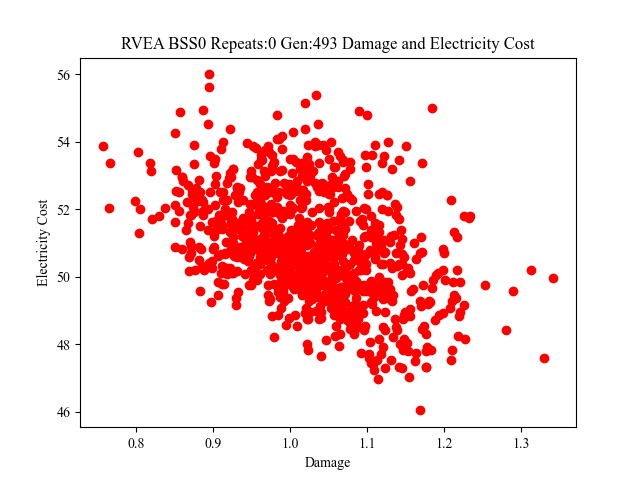 RVEA BSS0 Repeats:0 Gen:493 Damage and Electricity Cost
56
54
52
50
48
46
Electricity Cost
0.8 0.9 1.0 1.1 1.2 1.3
Damage